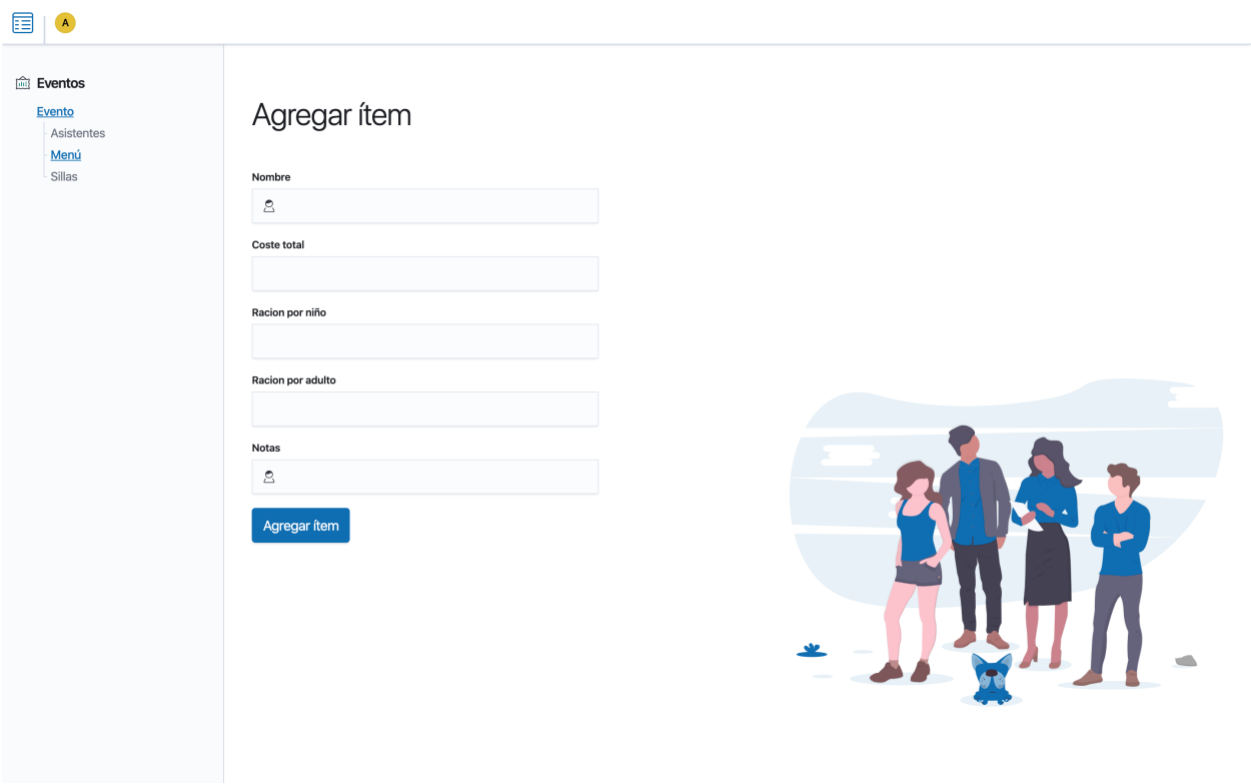 A
Eventos
Evento
Asistentes
Menú
Sillas
Agregar ítem
Nombre
Coste total
Racion por niño
Racion por adulto
Notas
Agregar ítem